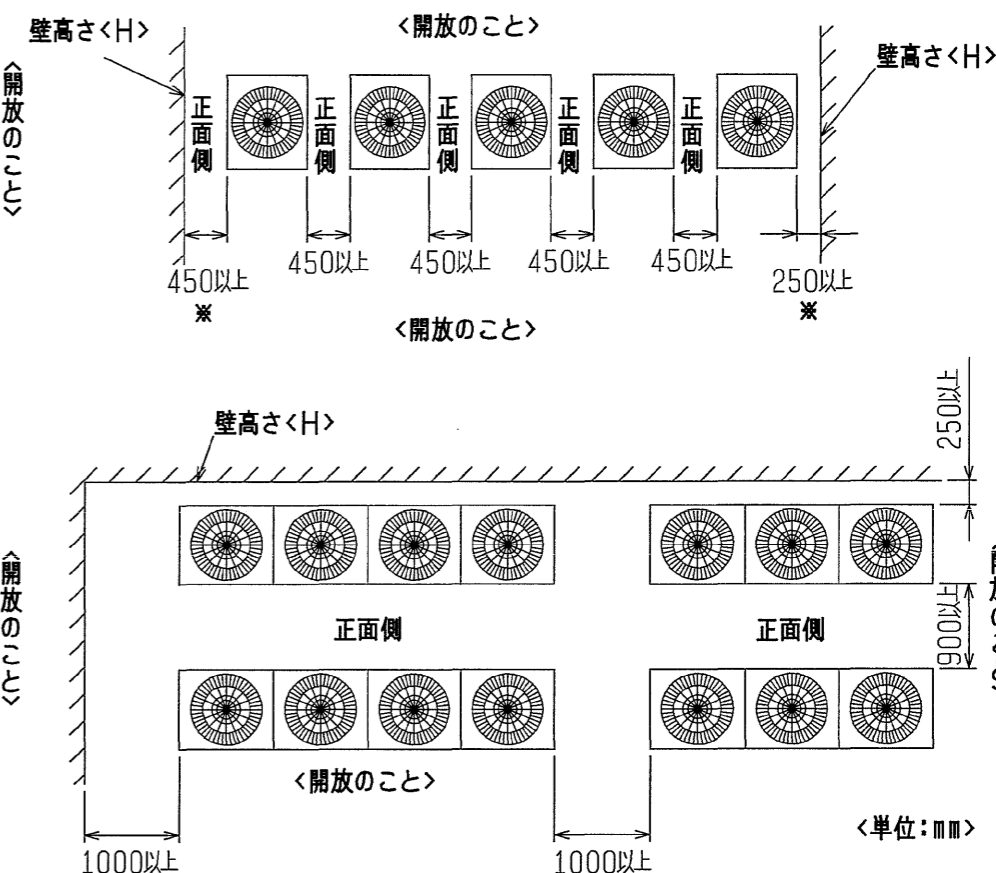 壁高さ<H>
<開放のこと>
壁高さ<H>
<開放のこと>
正面側
正面側
正面側
正面側
正面側
450以上
※
450以上
450以上
450以上
450以上
250以上
※
<開放のこと>
250以上
壁高さ<H>
<開放のこと>
正面側
正面側
900以上
<開放のこと>
<単位:mm>
1000以上
1000以上